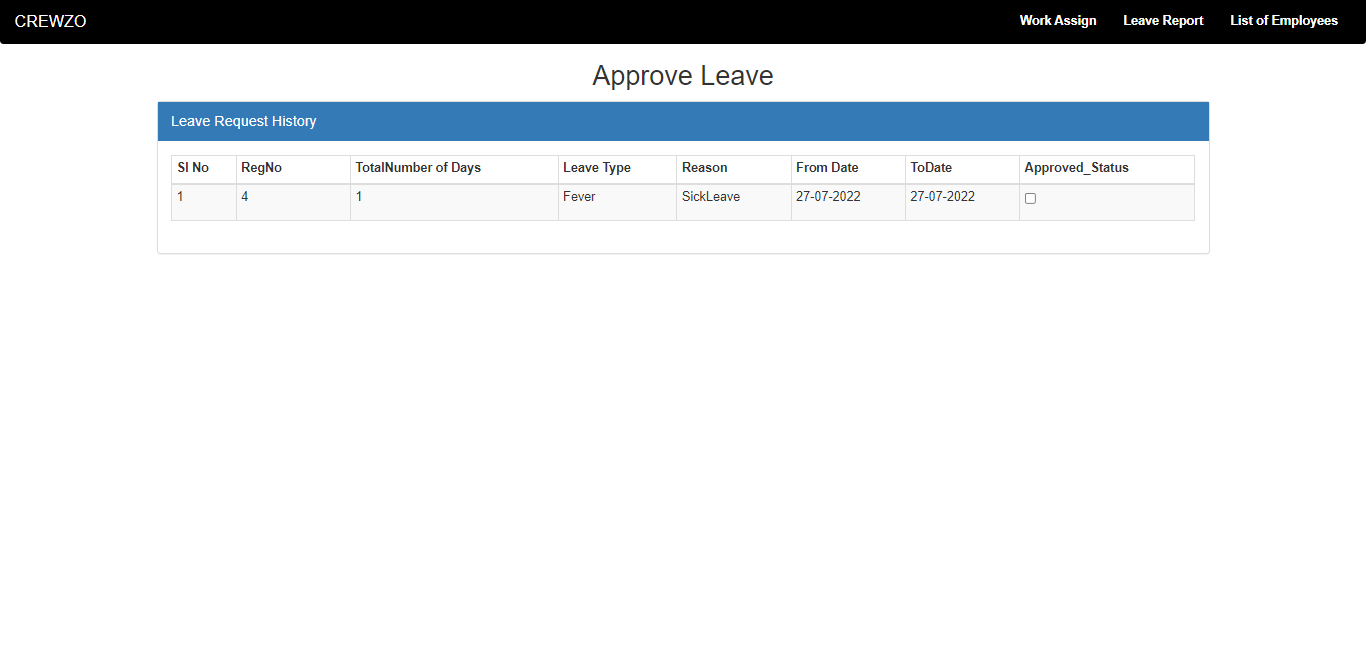 CREWZO Work Assign Leave Report List of Employees
Approve Leave
Leave Request History
Sl No RegNo TotalNumber of Days Leave Type Reason From Date ToDate Approved_Status
1 4 1 Fever SickLeave 27-07-2022 27-07-2022